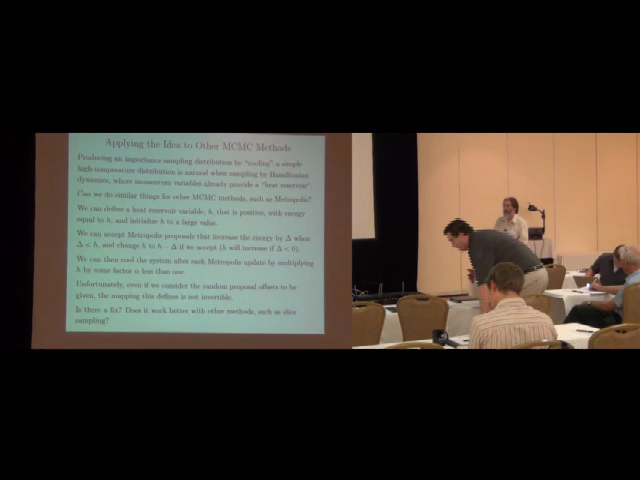 Applying the Idea to Other MCMC Methods
Producing an importance sampling distribution by "cooling" a simple
high-temperature distribution is natural when sampling by Hamiltonian
dynamics, where momentum variables already provide a "heat reservoir".
Can we do similar things for other MCMC methods, such as Metropolis?
We can define a heat reservoir variable, h, that is positive, with energy
equal to h, and initialize h to a large value.
We can accept Metropolis proposals that increase the energy by Δ when
Δ < h, and change h to h − Δ if we accept (h will increase if Δ < 0).
We can then cool the system after each Metropolis update by multiplying
h by some factor α less than one.
Unfortunately, even if we consider the random proposal offsets to be
given, the mapping this defines is not invertible.
Is there a fix? Does it work better with other methods, such as slice
sampling?